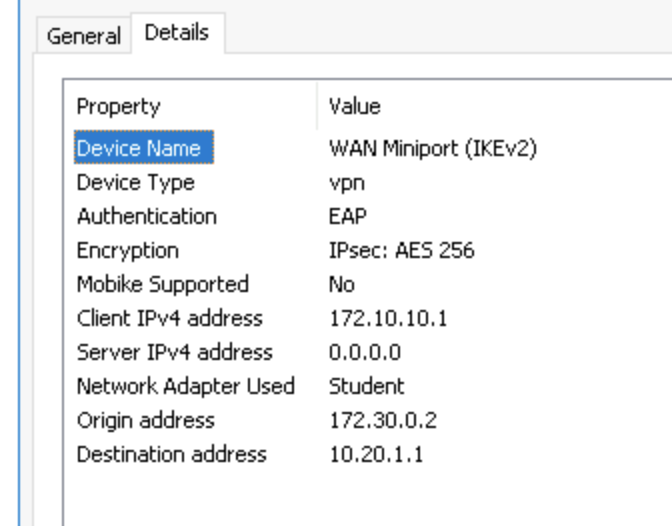 General Details
Property Value
Device Name WAN Miniport (IKEv2)
Device Type vpn
Authentication EAP
Encryption IPsec: AES 256
Mobike Supported No
Client IPv4 address 172.10.10.1
Server IPv4 address 0.0.0.0
Network Adapter Used Student
Origin address 172.30.0.2
Destination address 10.20.1.1